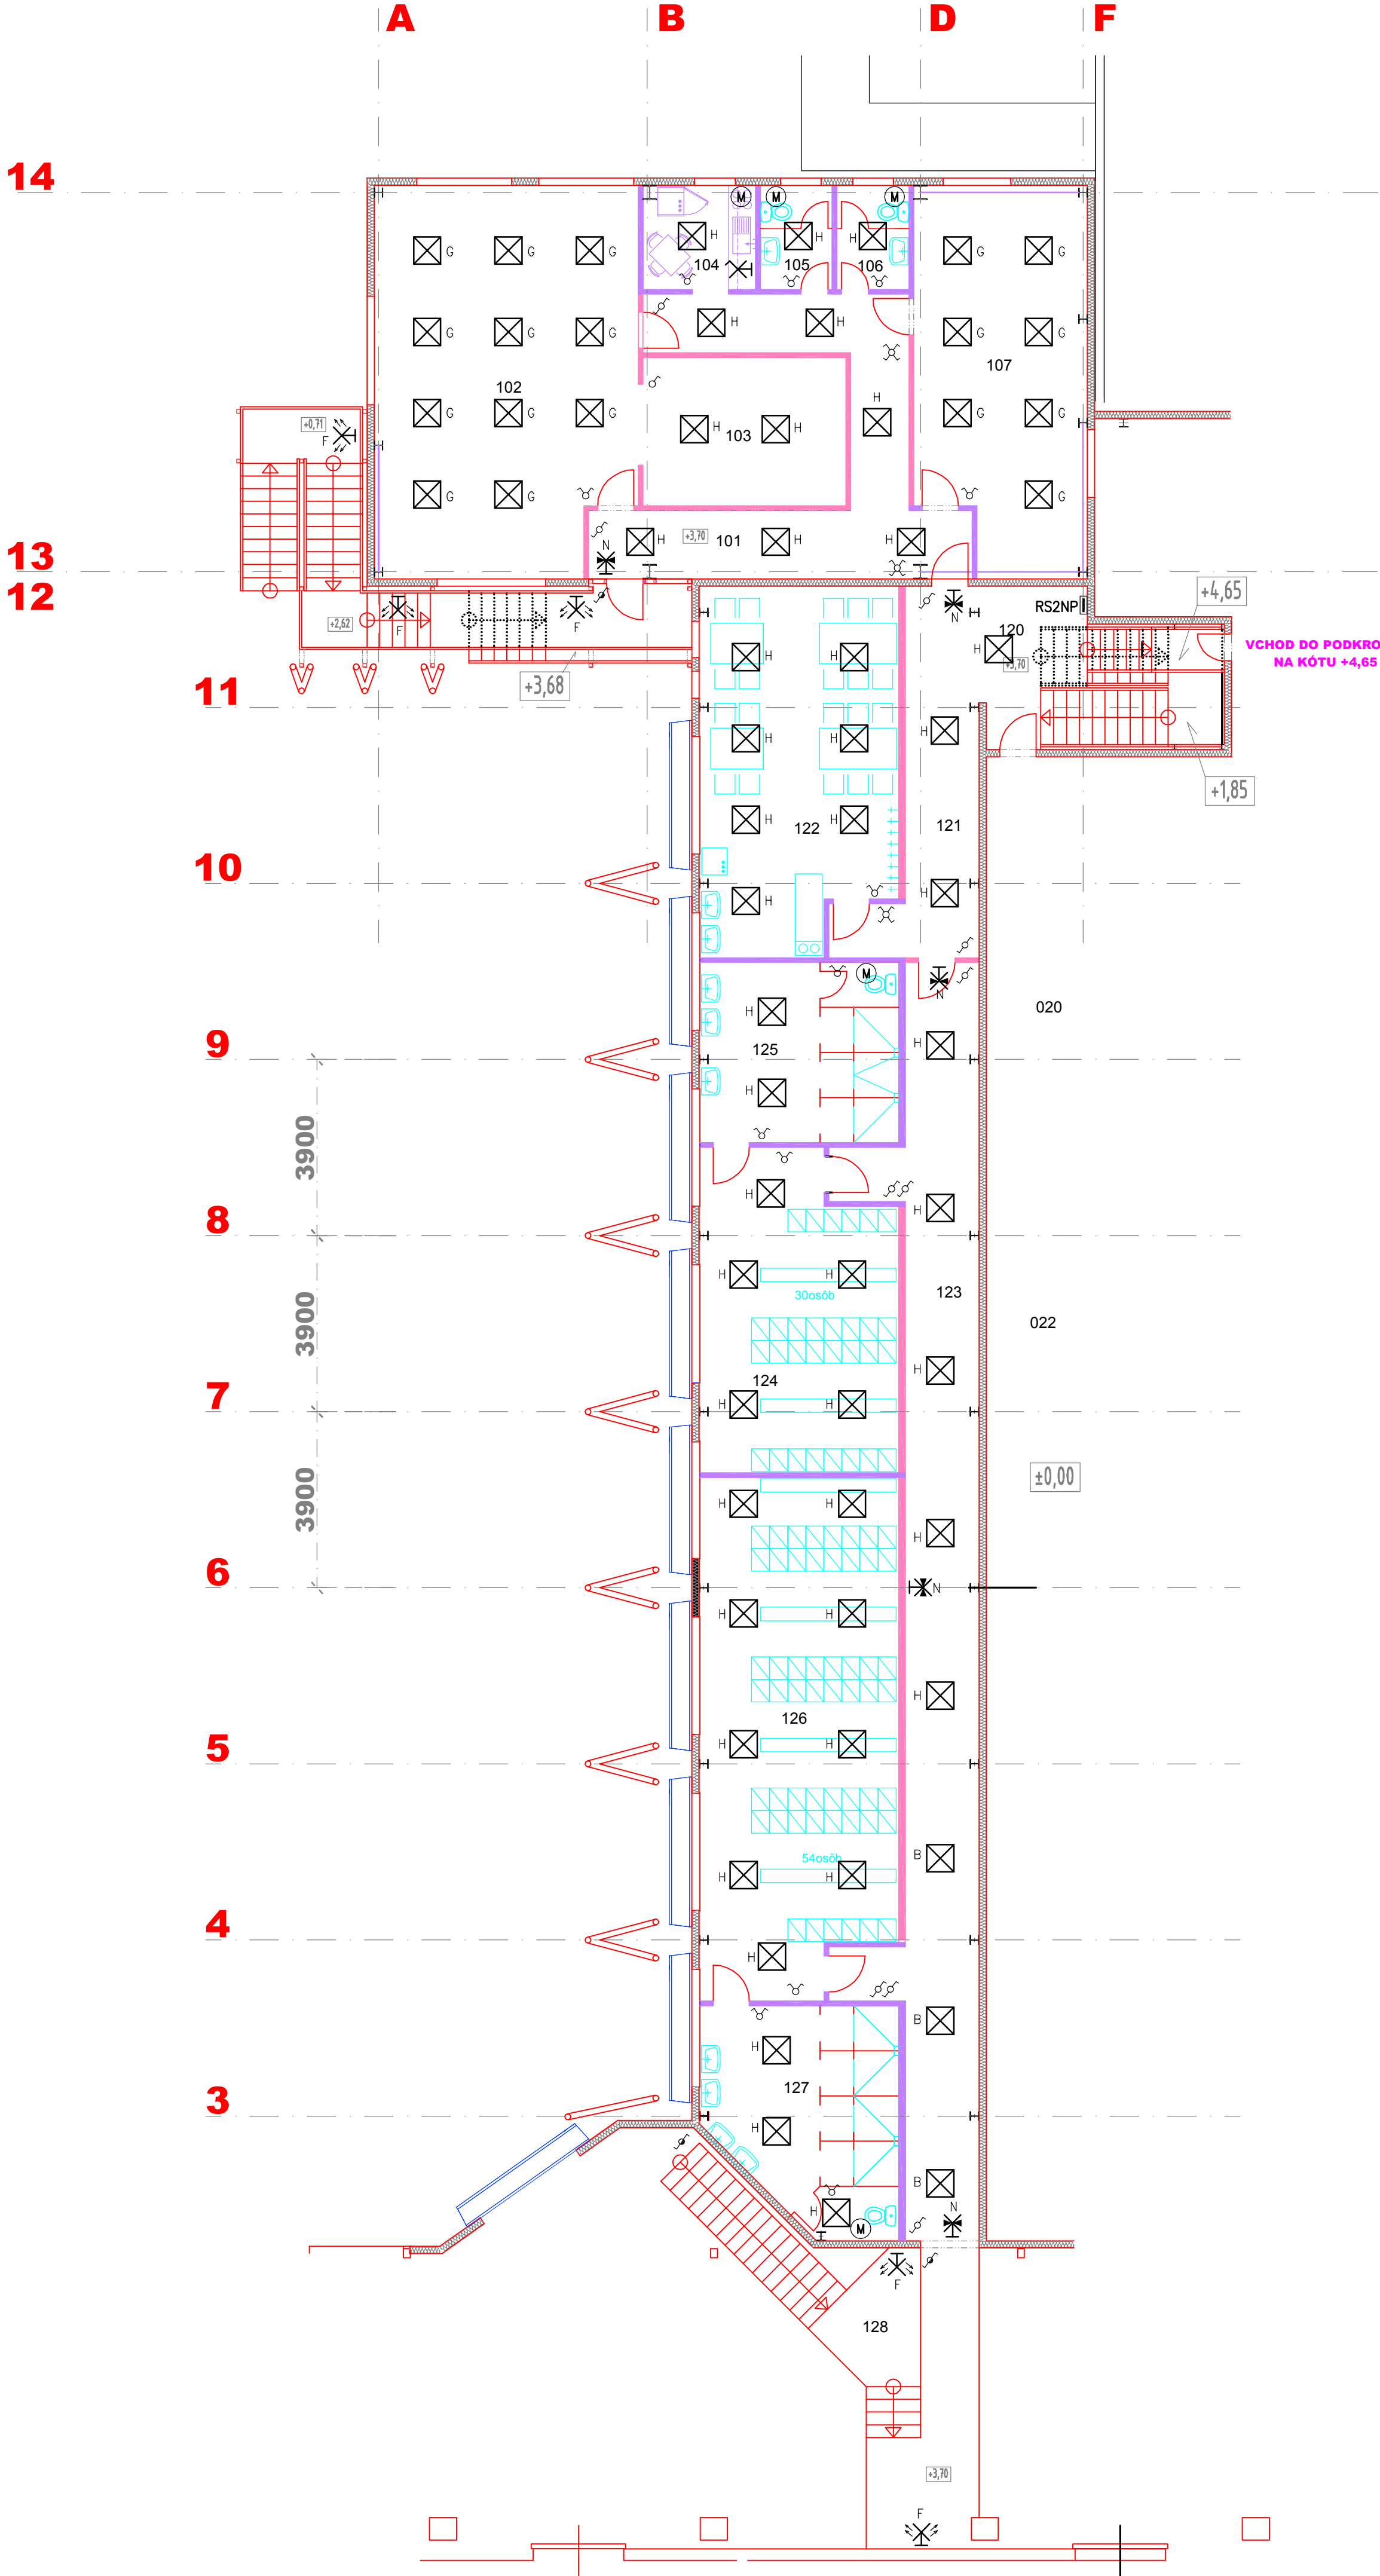 A B D F
14
M M M
H H H
104 105 106
G G G G G
H H
G G G G G
107
102
H
G G G G
+0,71
F
H H
103
G G G
N
H +3,70 101 H H
13
12
+4,65
RS2NP
N
F F
+2,62
120
H +3,70
VCHOD DO PODKRO
NA KÓTU +4,65
H H
+3,68
11
H
H H
+1,85
H H
122 121
10
H H
M
N
020
H
9
125
H
H
3900
H
H
8
H H
123
30osôb
3900
022
H
7
124
H H
±0,00
3900
H H
H
6
N
H H
H
126
5
H H
B
54osôb
H H
4
H
B
H
127
3
H
B
H
N
M
F
128
+3,70
F